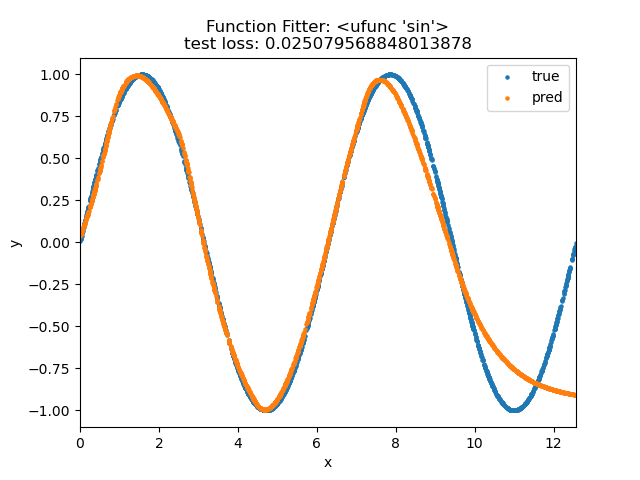 Function Fitter: <ufunc 'sin'>
test loss: 0.025079568848013878
1.00
0.75
0.50
0.25
0.00
−0.25
−0.50
−0.75
−1.00
y
true
pred
0 2 4 6 8 10 12
x